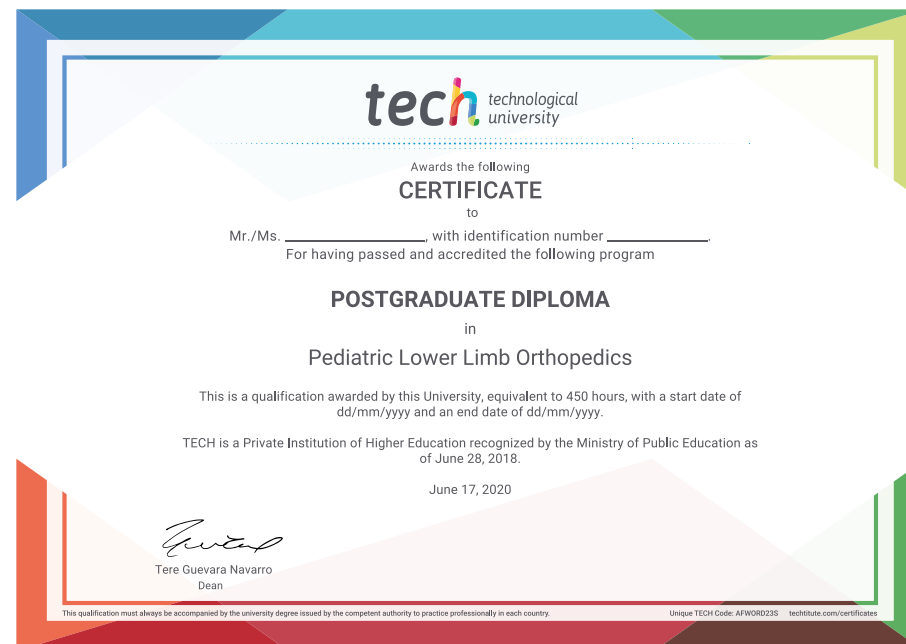 tech technological
university
Awards the following
CERTIFICATE
to
Mr./Ms. ____________, with identification number ____________.
For having passed and accredited the following program
POSTGRADUATE DIPLOMA
in
Pediatric Lower Limb Orthopedics
This is a qualification awarded by this University, equivalent to 450 hours, with a start date of
dd/mm/yyyy and an end date of dd/mm/yyyy.
TECH is a Private Institution of Higher Education recognized by the Ministry of Public Education as
of June 28, 2018.
June 17, 2020
Tere Guevara Navarro
Dean
This qualification must always be accompanied by the university degree issued by the competent authority to practice professionally in each country. Unique TECH Code: AFWORD23S techtitute.com/certificates